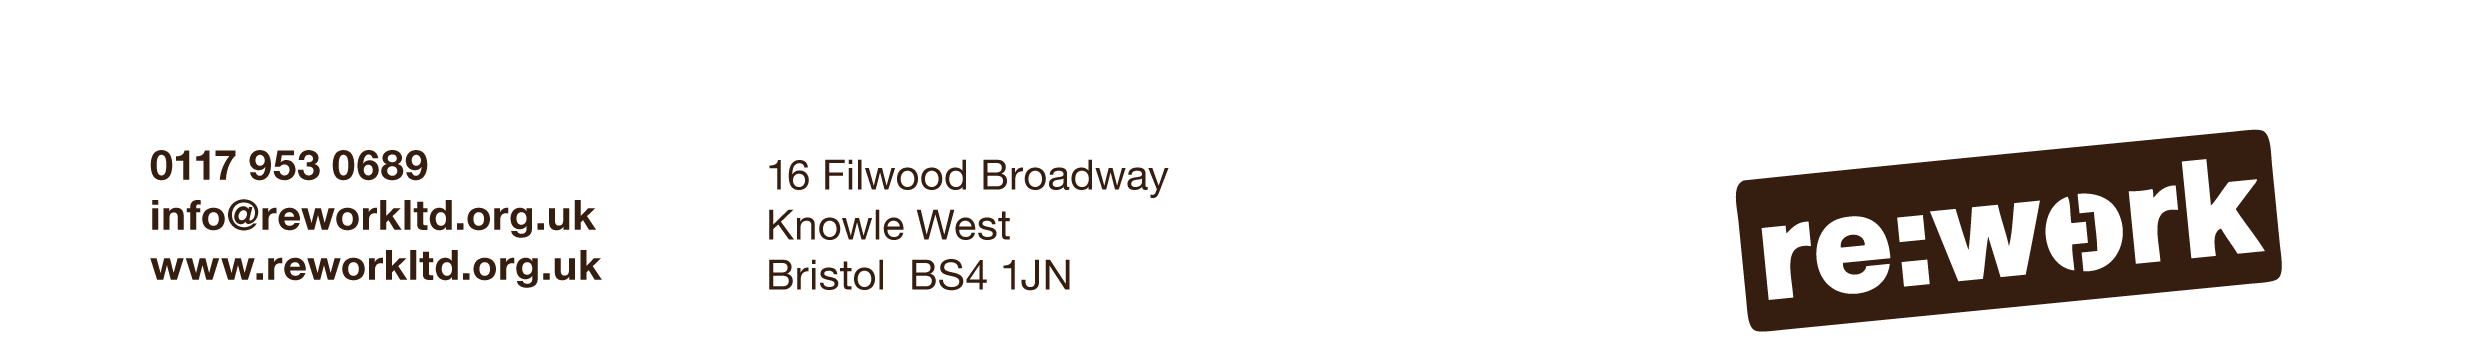 0117 953 0689
info@reworkltd.org.uk
www.reworkltd.org.uk
16 Filwood Broadway
Knowle West
Bristol  BS4 1JN
re:work